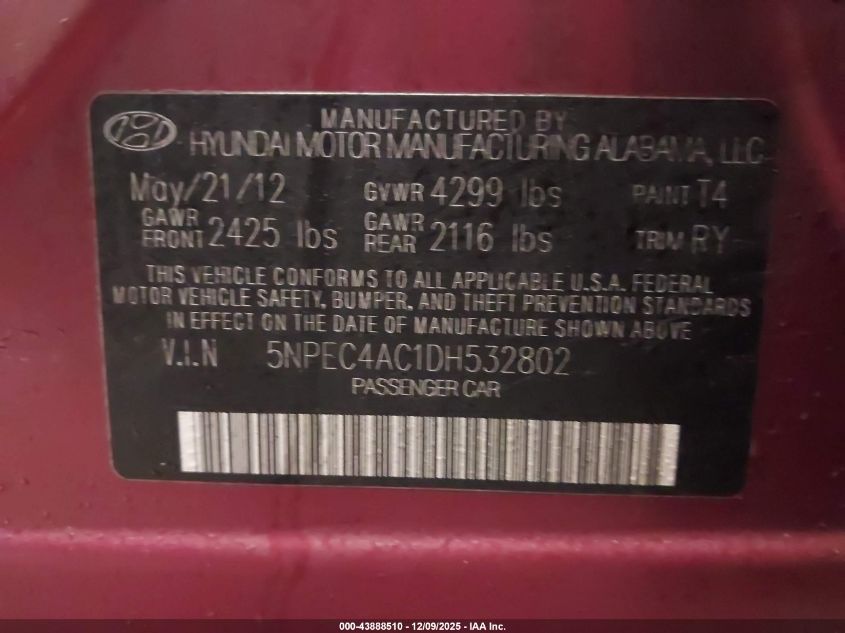 MANUFACTURED BY
HYUNDAI MOTOR MANUFACTURING ALABAMA, LLC
May/21/12 GVWR 4299 lbs PAINT T4
GAWR FRONT 2425 lbs GAWR REAR 2116 lbs TRIM RY
THIS VEHICLE CONFORMS TO ALL APPLICABLE U.S.A. FEDERAL
MOTOR VEHICLE SAFETY, BUMPER, AND THEFT PREVENTION STANDARDS
IN EFFECT ON THE DATE OF MANUFACTURE SHOWN ABOVE
V.I.N 5NPEC4AC1DH532802
PASSENGER CAR
000-43888510 - 12/09/2025 - IAA Inc.